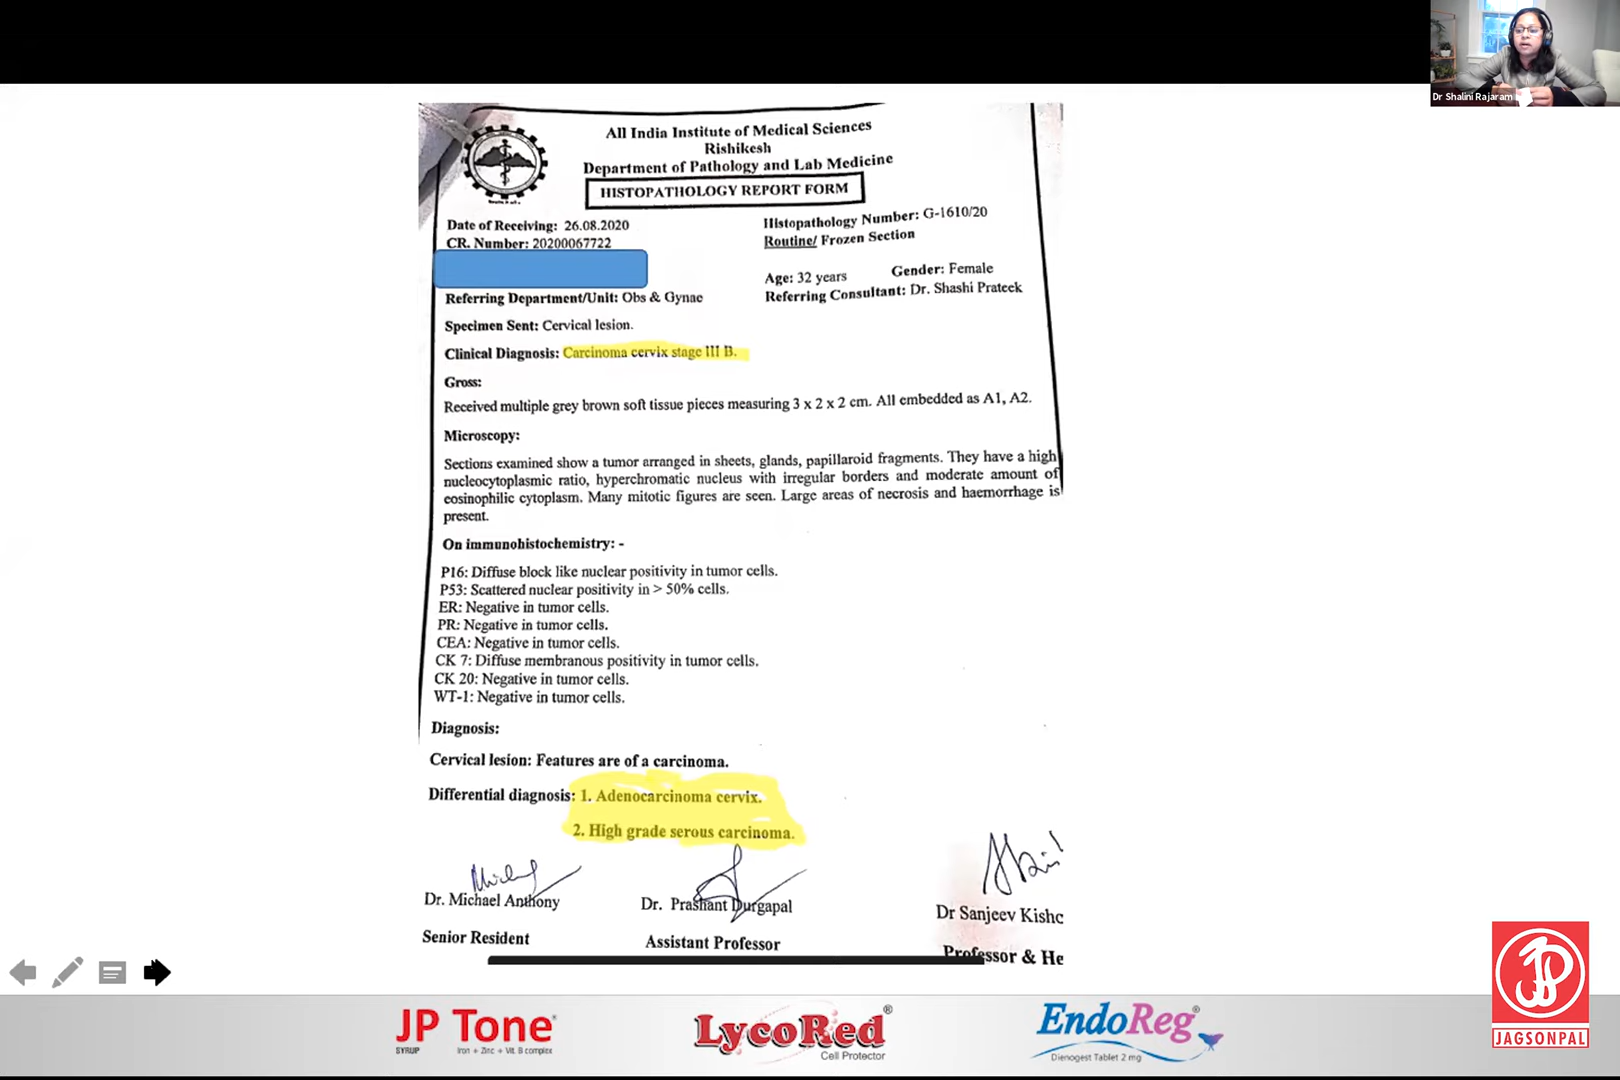 Dr Shalini Rajaram
All India Institute of Medical Sciences
Rishikesh
Department of Pathology and Lab Medicine
HISTOPATHOLOGY REPORT FORM
Date of Receiving: 26.08.2020
Histopathology Number: G-1610/20
CR. Number: 20200067722
Routine/ Frozen Section
Age: 32 years
Gender: Female
Referring Department/Unit: Obs & Gynae
Referring Consultant: Dr. Shashi Prateek
Specimen Sent: Cervical lesion.
Clinical Diagnosis: Carcinoma cervix stage III B.
Gross:
Received multiple grey brown soft tissue pieces measuring 3 x 2 x 2 cm. All embedded as A1, A2.
Microscopy:
Sections examined show a tumor arranged in sheets, glands, papillaroid fragments. They have a high
nucleocytoplasmic ratio, hyperchromatic nucleus with irregular borders and moderate amount of
eosinophilic cytoplasm. Many mitotic figures are seen. Large areas of necrosis and haemorrhage is
present.
On immunohistochemistry: -
P16: Diffuse block like nuclear positivity in tumor cells.
P53: Scattered nuclear positivity in > 50% cells.
ER: Negative in tumor cells.
PR: Negative in tumor cells.
CEA: Negative in tumor cells.
CK 7: Diffuse membranous positivity in tumor cells.
CK 20: Negative in tumor cells.
WT-1: Negative in tumor cells.
Diagnosis:
Cervical lesion: Features are of a carcinoma.
Differential diagnosis: 1. Adenocarcinoma cervix.
2. High grade serous carcinoma.
Dr. Michael Anthony
Dr. Prashant Durgapal
Dr Sanjeev Kisho
Senior Resident
Assistant Professor
Professor & He
JP Tone
SYRUP Iron + Zinc + Vit. B complex
LycoRed®
Cell Protector
EndoReg®
Dienogest Tablet 2 mg
JAGSONPAL